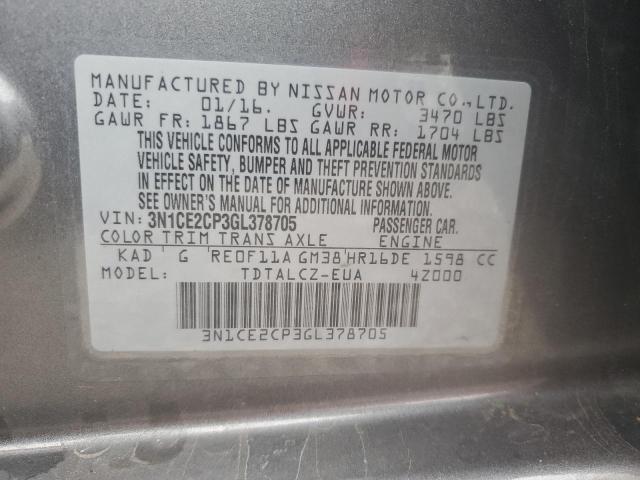 MANUFACTURED BY NISSAN MOTOR CO.,LTD.
DATE: 01/16. GVWR: 3470 LBS
GAWR FR: 1867 LBS GAWR RR: 1704 LBS
THIS VEHICLE CONFORMS TO ALL APPLICABLE FEDERAL MOTOR
VEHICLE SAFETY, BUMPER AND THEFT PREVENTION STANDARDS
IN EFFECT ON THE DATE OF MANUFACTURE SHOWN ABOVE.
SEE OWNER'S MANUAL FOR ADDITIONAL INFORMATION.
VIN: 3N1CE2CP3GL378705 PASSENGER CAR.
COLOR TRIM TRANS AXLE ENGINE
KAD G RE0F11A GM38 HR16DE 1598 CC
MODEL: TDTALCZ-EUA 4Z000
3N1CE2CP3GL378705